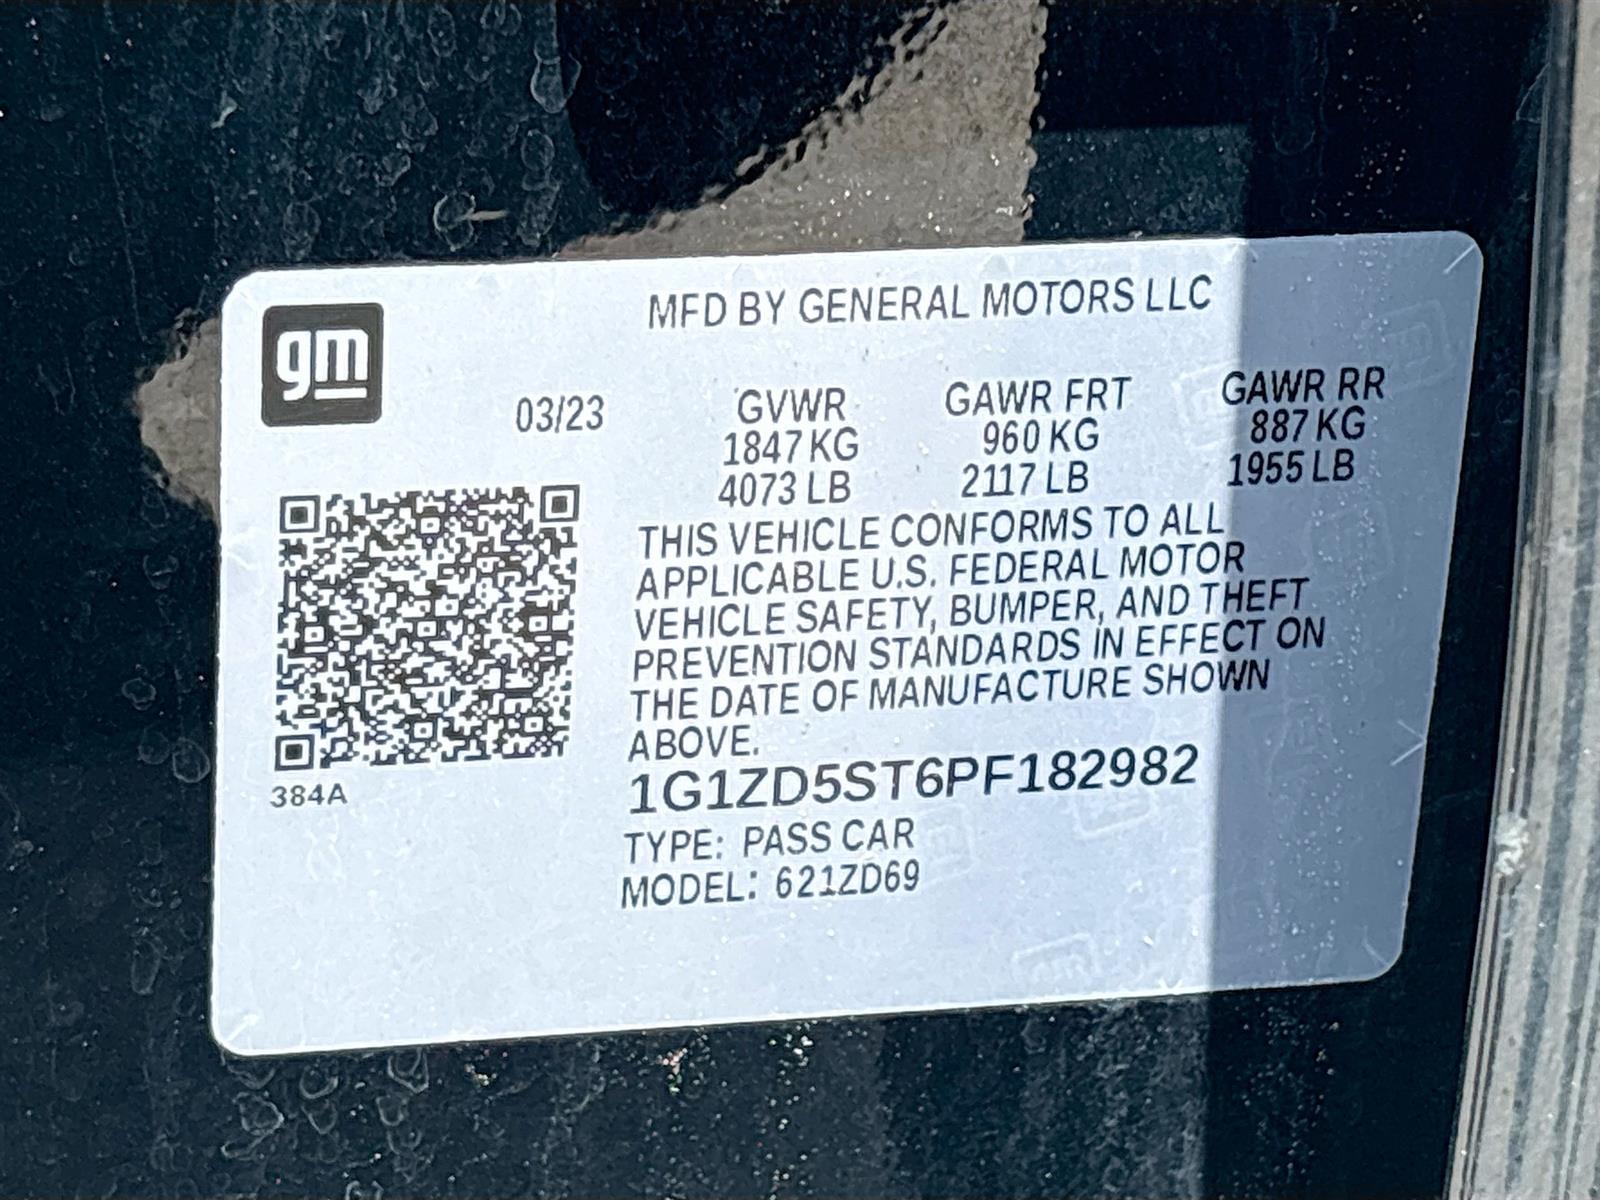 gm
MFD BY GENERAL MOTORS LLC
03/23 GVWR GAWR FRT GAWR RR
1847 KG 960 KG 887 KG
4073 LB 2117 LB 1955 LB
THIS VEHICLE CONFORMS TO ALL
APPLICABLE U.S. FEDERAL MOTOR
VEHICLE SAFETY, BUMPER, AND THEFT
PREVENTION STANDARDS IN EFFECT ON
THE DATE OF MANUFACTURE SHOWN
ABOVE.
1G1ZD5ST6PF182982
384A
TYPE: PASS CAR
MODEL: 621ZD69